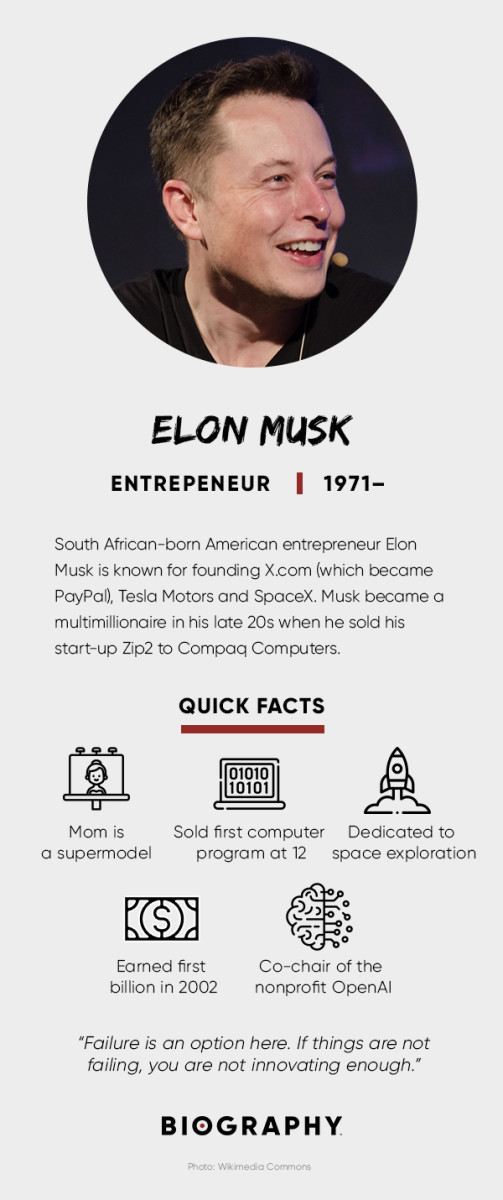 ELON MUSK
ENTREPENEUR | 1971–
South African-born American entrepreneur Elon
Musk is known for founding X.com (which became
PayPal), Tesla Motors and SpaceX. Musk became a
multimillionaire in his late 20s when he sold his
start-up Zip2 to Compaq Computers.
QUICK FACTS
01010
10101
Mom is
a supermodel
Sold first computer
program at 12
Dedicated to
space exploration
Earned first
billion in 2002
Co-chair of the
nonprofit OpenAI
“Failure is an option here. If things are not
failing, you are not innovating enough.”
BIOGRAPHY.
Photo: Wikimedia Commons